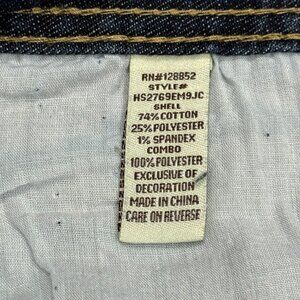 RN#128852
STYLE#
HS2769EM9JC
SHELL
74% COTTON
25% POLYESTER
1% SPANDEX
COMBO
100% POLYESTER
EXCLUSIVE OF
DECORATION
MADE IN CHINA
CARE ON REVERSE